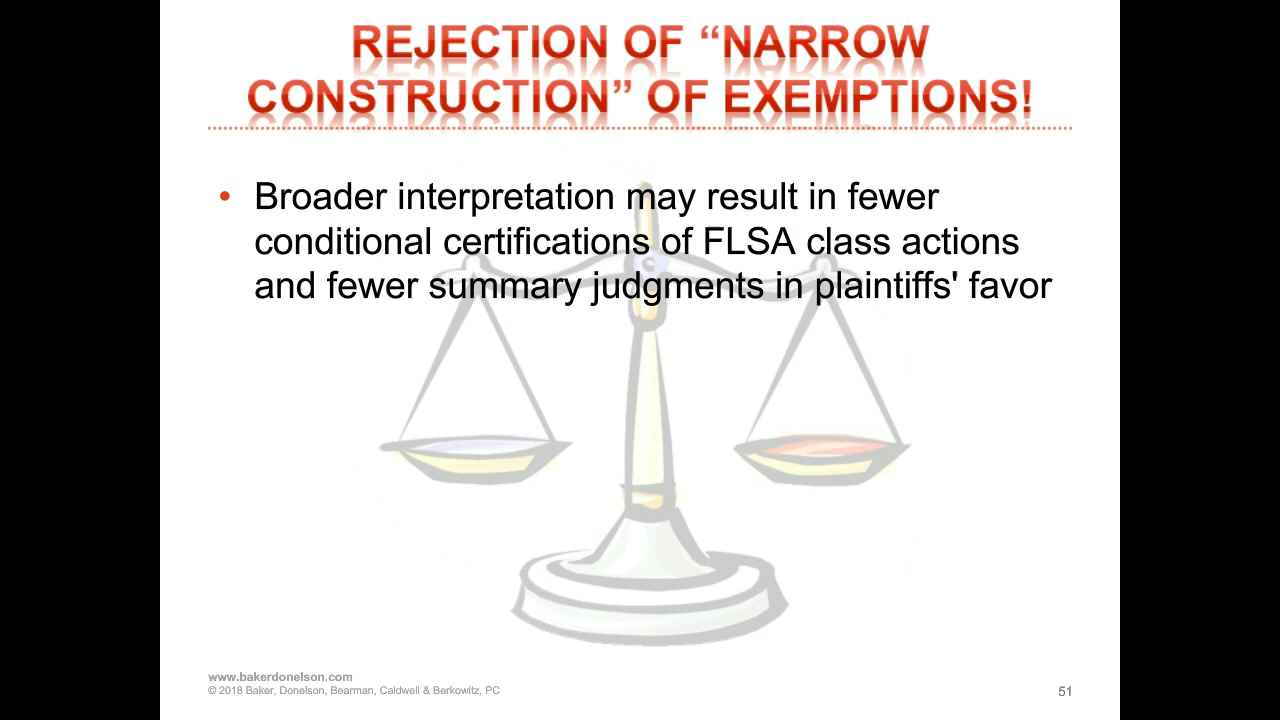 REJECTION OF “NARROW
CONSTRUCTION” OF EXEMPTIONS!
• Broader interpretation may result in fewer
conditional certifications of FLSA class actions
and fewer summary judgments in plaintiffs' favor
www.bakerdonelson.com
© 2018 Baker, Donelson, Bearman, Caldwell & Berkowitz, PC
51